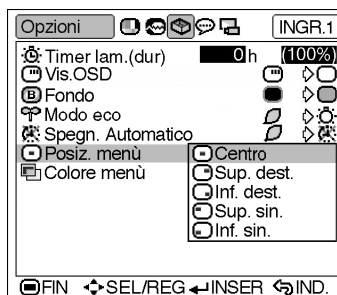 Opzioni INGR.1
Timer lam.(dur) 0 h (100%)
Vis.OSD
B Fondo
Modo eco
Spegn. Automatico
Posiz. menù
Centro
Colore menù
Sup. dest.
Inf. dest.
Sup. sin.
Inf. sin.
FIN SEL/REG INSER IND.